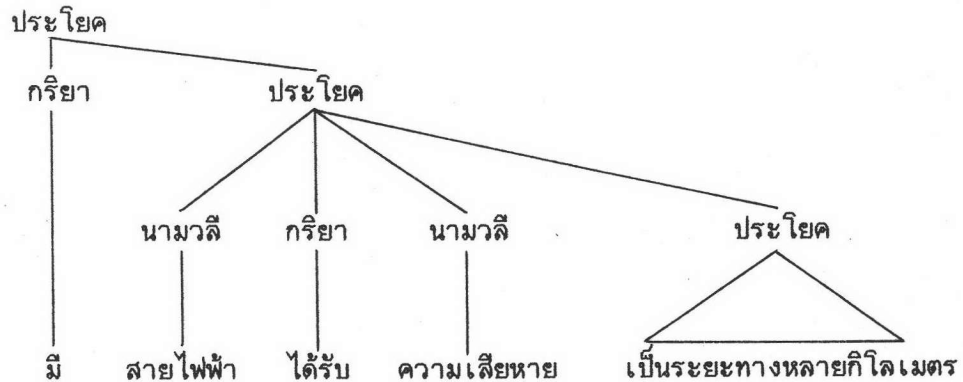 ประโยค
กริยา ประโยค
นามวลี กริยา นามวลี ประโยค
มี สายไฟฟ้า ได้รับ ความเสียหาย เป็นระยะทางหลายกิโลเมตร